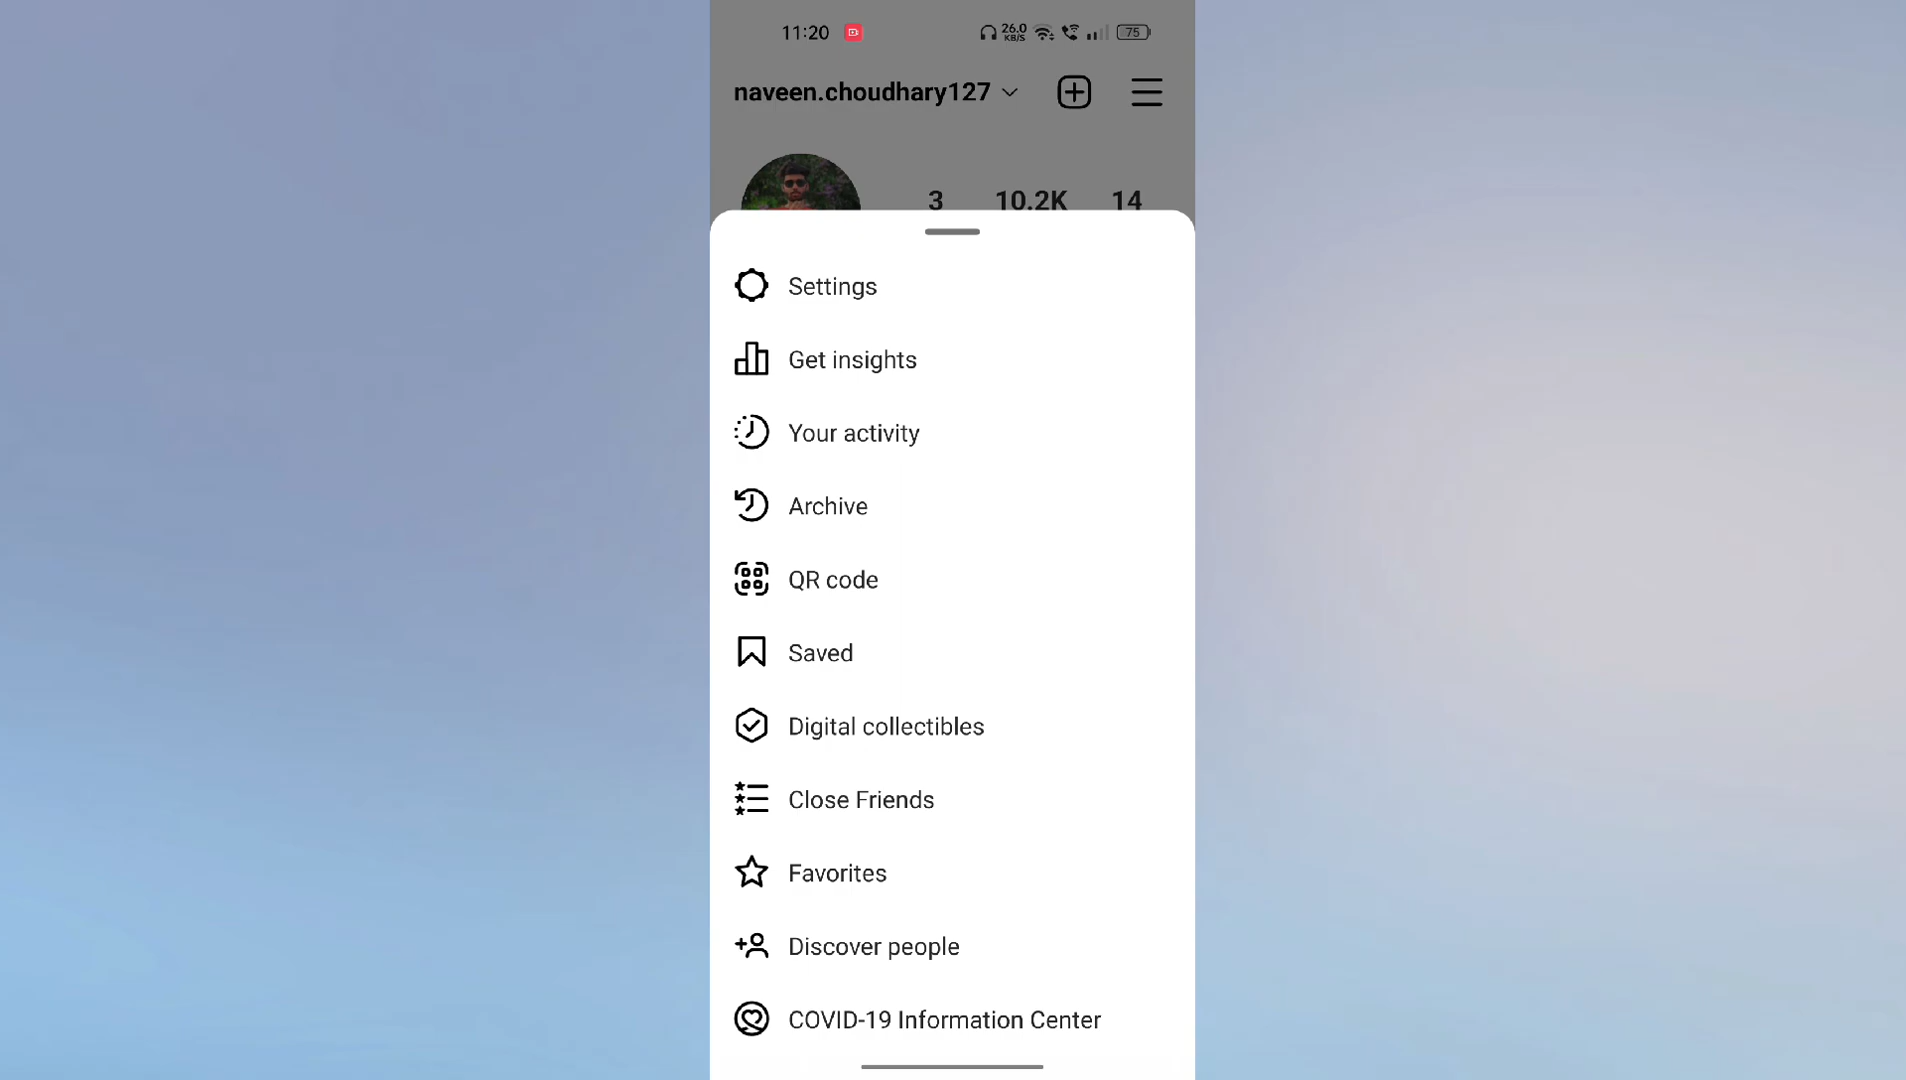 11:20 26.0 KB/S 75
naveen.choudhary127
3 10.2K 14
Settings
Get insights
Your activity
Archive
QR code
Saved
Digital collectibles
Close Friends
Favorites
Discover people
COVID-19 Information Center